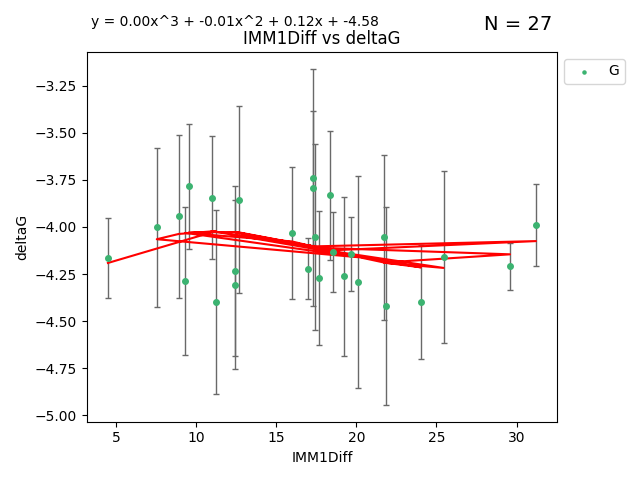 y = 0.00x^3 + -0.01x^2 + 0.12x + -4.58
N = 27
IMM1Diff vs deltaG
G
−3.25
−3.50
−3.75
−4.00
−4.25
−4.50
−4.75
−5.00
deltaG
5 10 15 20 25 30
IMM1Diff